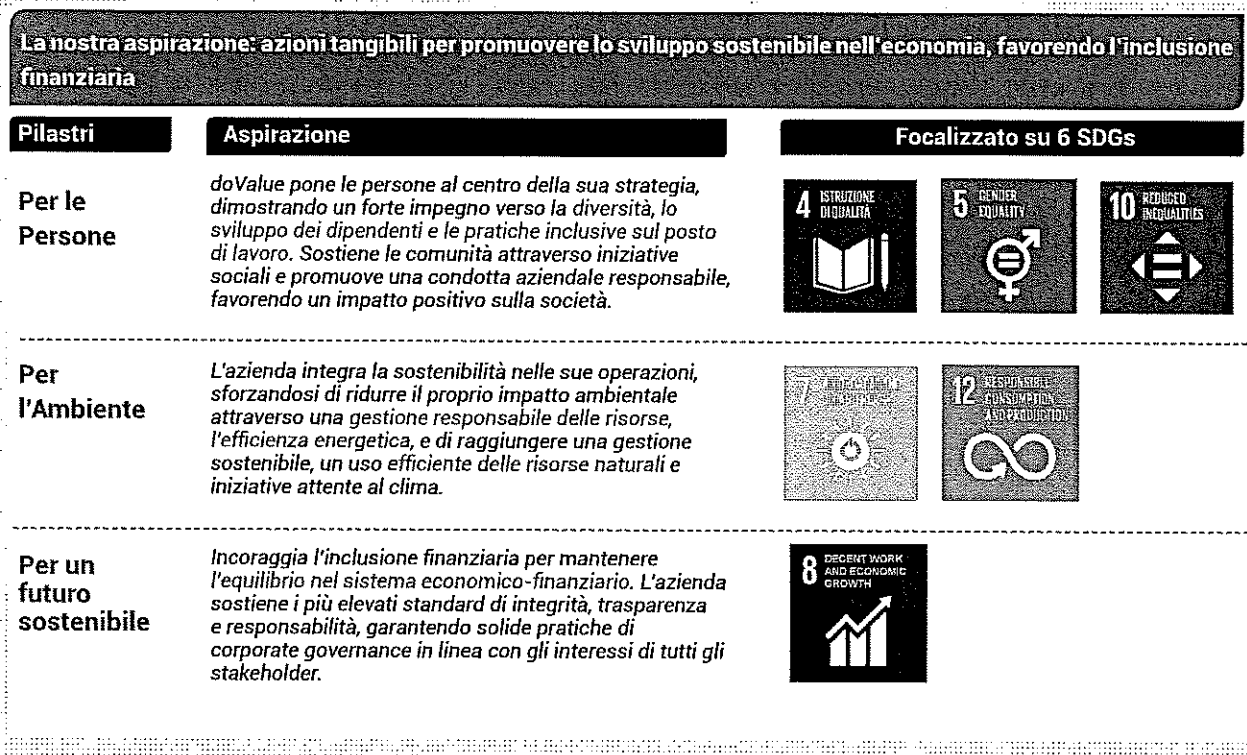 La nostra aspirazione: azioni tangibili per promuovere lo sviluppo sostenibile nell'economia, favorendo l'inclusione
finanziaria
Pilastri
Aspirazione
Focalizzato su 6 SDGs
Per le
Persone
doValue pone le persone al centro della sua strategia,
dimostrando un forte impegno verso la diversità, lo
sviluppo dei dipendenti e le pratiche inclusive sul posto
di lavoro. Sostiene le comunità attraverso iniziative
sociali e promuove una condotta aziendale responsabile,
favorendo un impatto positivo sulla società.
4 ISTRUZIONE
DI QUALITÀ
5 GENDER
EQUALITY
10 REDUCED
INEQUALITIES
Per
l'Ambiente
L'azienda integra la sostenibilità nelle sue operazioni,
sforzandosi di ridurre il proprio impatto ambientale
attraverso una gestione responsabile delle risorse,
l'efficienza energetica, e di raggiungere una gestione
sostenibile, un uso efficiente delle risorse naturali e
iniziative attente al clima.
7
12 RESPONSIBLE
CONSUMPTION
AND PRODUCTION
Per un
futuro
sostenibile
Incoraggia l'inclusione finanziaria per mantenere
l'equilibrio nel sistema economico-finanziario. L'azienda
sostiene i più elevati standard di integrità, trasparenza
e responsabilità, garantendo solide pratiche di
corporate governance in linea con gli interessi di tutti gli
stakeholder.
8 DECENT WORK
AND ECONOMIC
GROWTH